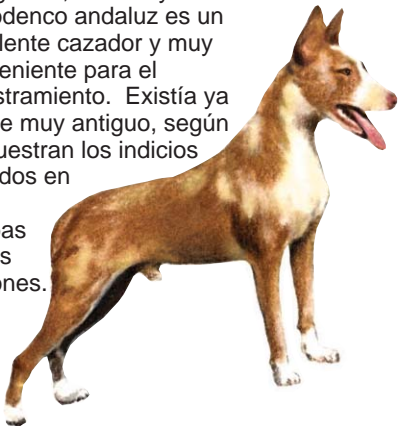 odenco andaluz es un
lente cazador y muy
eniente para el
stramiento. Existía ya
e muy antiguo, según
uestran los indicios
dos en
as
s
ones.